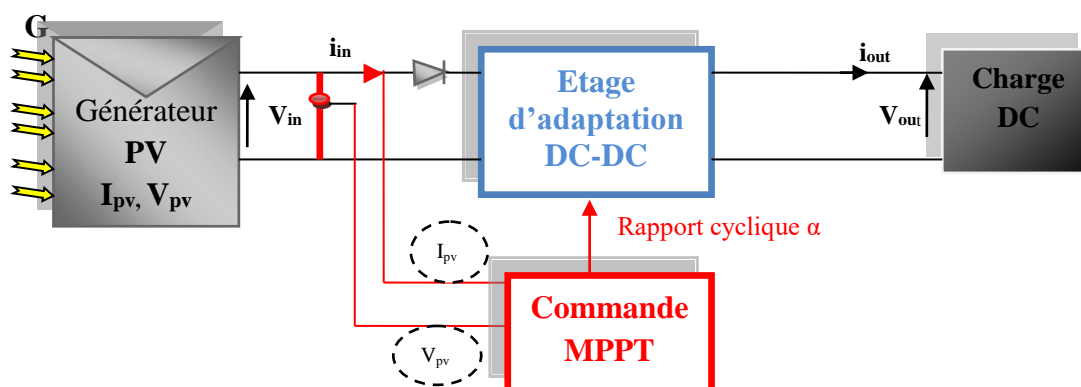 G
Générateur
PV
Ipv, Vpv
Vin
iin
Etage
d’adaptation
DC-DC
iout
Vout
Charge
DC
Rapport cyclique α
Ipv
Vpv
Commande
MPPT